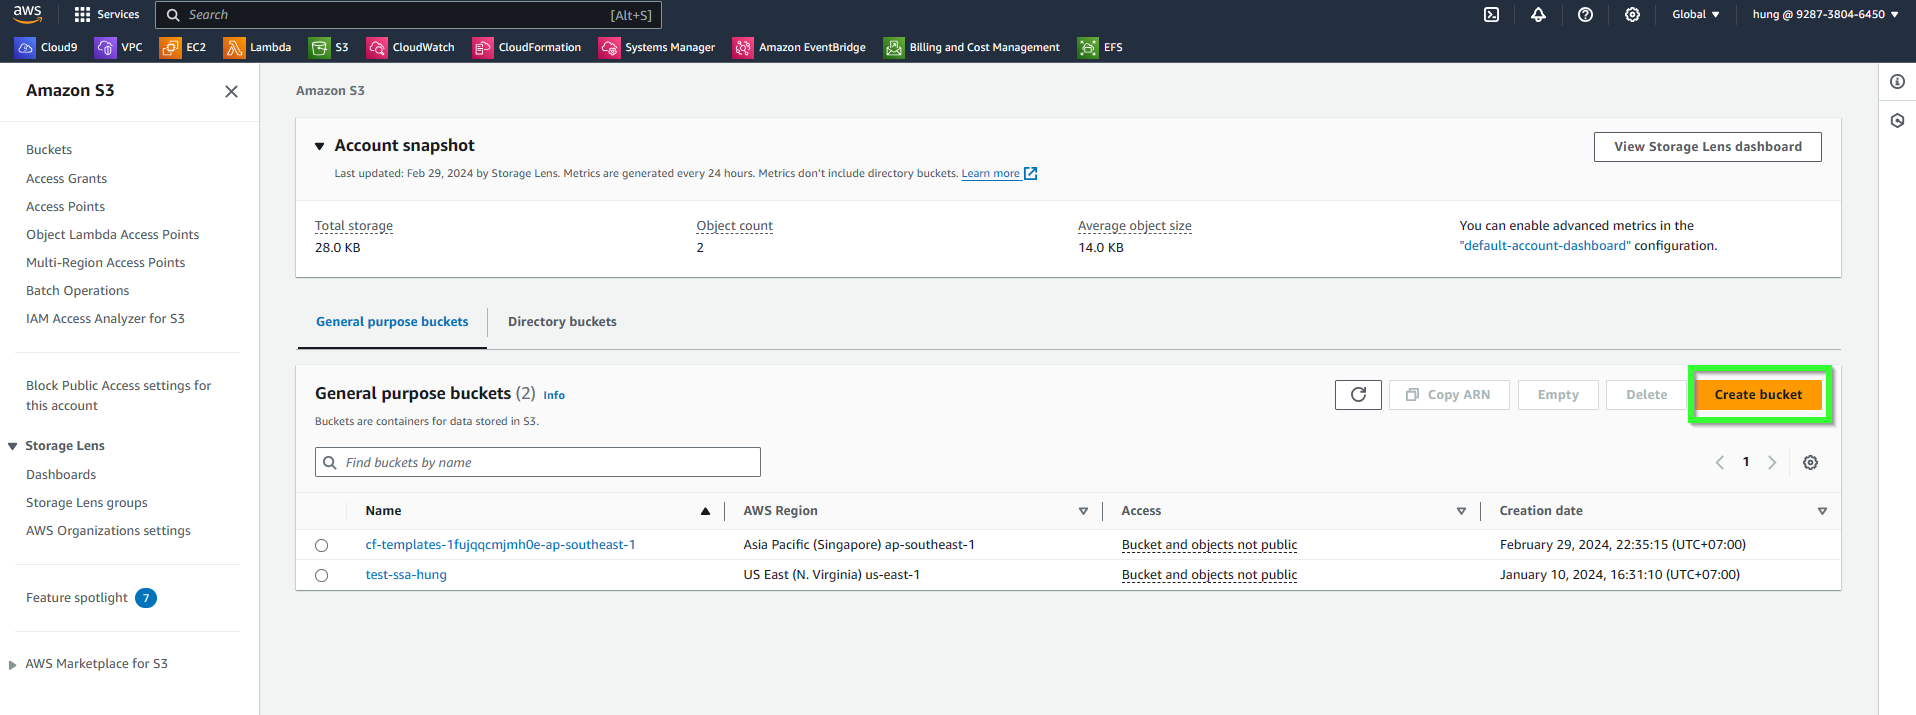 aws Services Search [Alt+S] Global hung @ 9287-3804-6450
Cloud9 VPC EC2 Lambda S3 CloudWatch CloudFormation Systems Manager Amazon EventBridge Billing and Cost Management EFS
Amazon S3
Buckets
Access Grants
Access Points
Object Lambda Access Points
Multi-Region Access Points
Batch Operations
IAM Access Analyzer for S3
Block Public Access settings for
this account
Storage Lens
Dashboards
Storage Lens groups
AWS Organizations settings
Feature spotlight 7
AWS Marketplace for S3
Amazon S3
Account snapshot
View Storage Lens dashboard
Last updated: Feb 29, 2024 by Storage Lens. Metrics are generated every 24 hours. Metrics don't include directory buckets. Learn more
Total storage Object count Average object size You can enable advanced metrics in the
28.0 KB 2 14.0 KB "default-account-dashboard" configuration.
General purpose buckets Directory buckets
General purpose buckets (2) Info
Copy ARN Empty Delete Create bucket
Buckets are containers for data stored in S3.
Find buckets by name
1
Name AWS Region Access Creation date
cf-templates-1fujqqcmjmh0e-ap-southeast-1 Asia Pacific (Singapore) ap-southeast-1 Bucket and objects not public February 29, 2024, 22:35:15 (UTC+07:00)
test-ssa-hung US East (N. Virginia) us-east-1 Bucket and objects not public January 10, 2024, 16:31:10 (UTC+07:00)